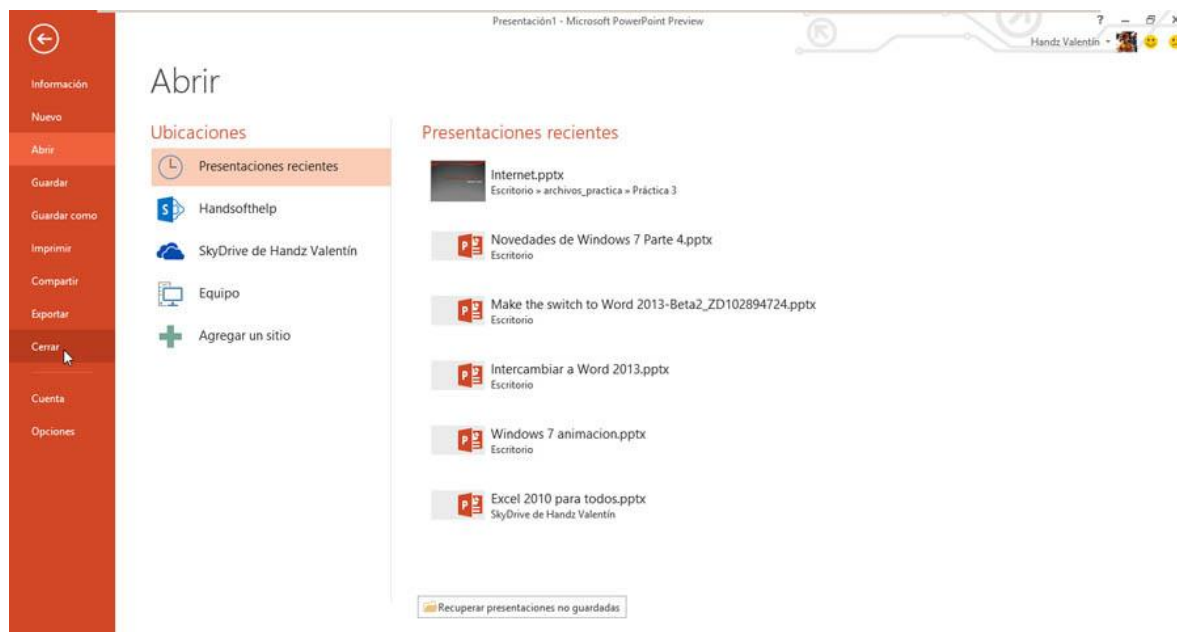 Presentación1 - Microsoft PowerPoint Preview
?
Handz Valentín
Información
Nuevo
Abrir
Guardar
Guardar como
Imprimir
Compartir
Exportar
Cerrar
Cuenta
Opciones
Abrir
Ubicaciones
Presentaciones recientes
Handsofthelp
SkyDrive de Handz Valentín
Equipo
Agregar un sitio
Presentaciones recientes
Internet.pptx
Escritorio » archivos_practica » Práctica 3
Novedades de Windows 7 Parte 4.pptx
Escritorio
Make the switch to Word 2013-Beta2_ZD102894724.pptx
Escritorio
Intercambiar a Word 2013.pptx
Escritorio
Windows 7 animacion.pptx
Escritorio
Excel 2010 para todos.pptx
SkyDrive de Handz Valentín
Recuperar presentaciones no guardadas